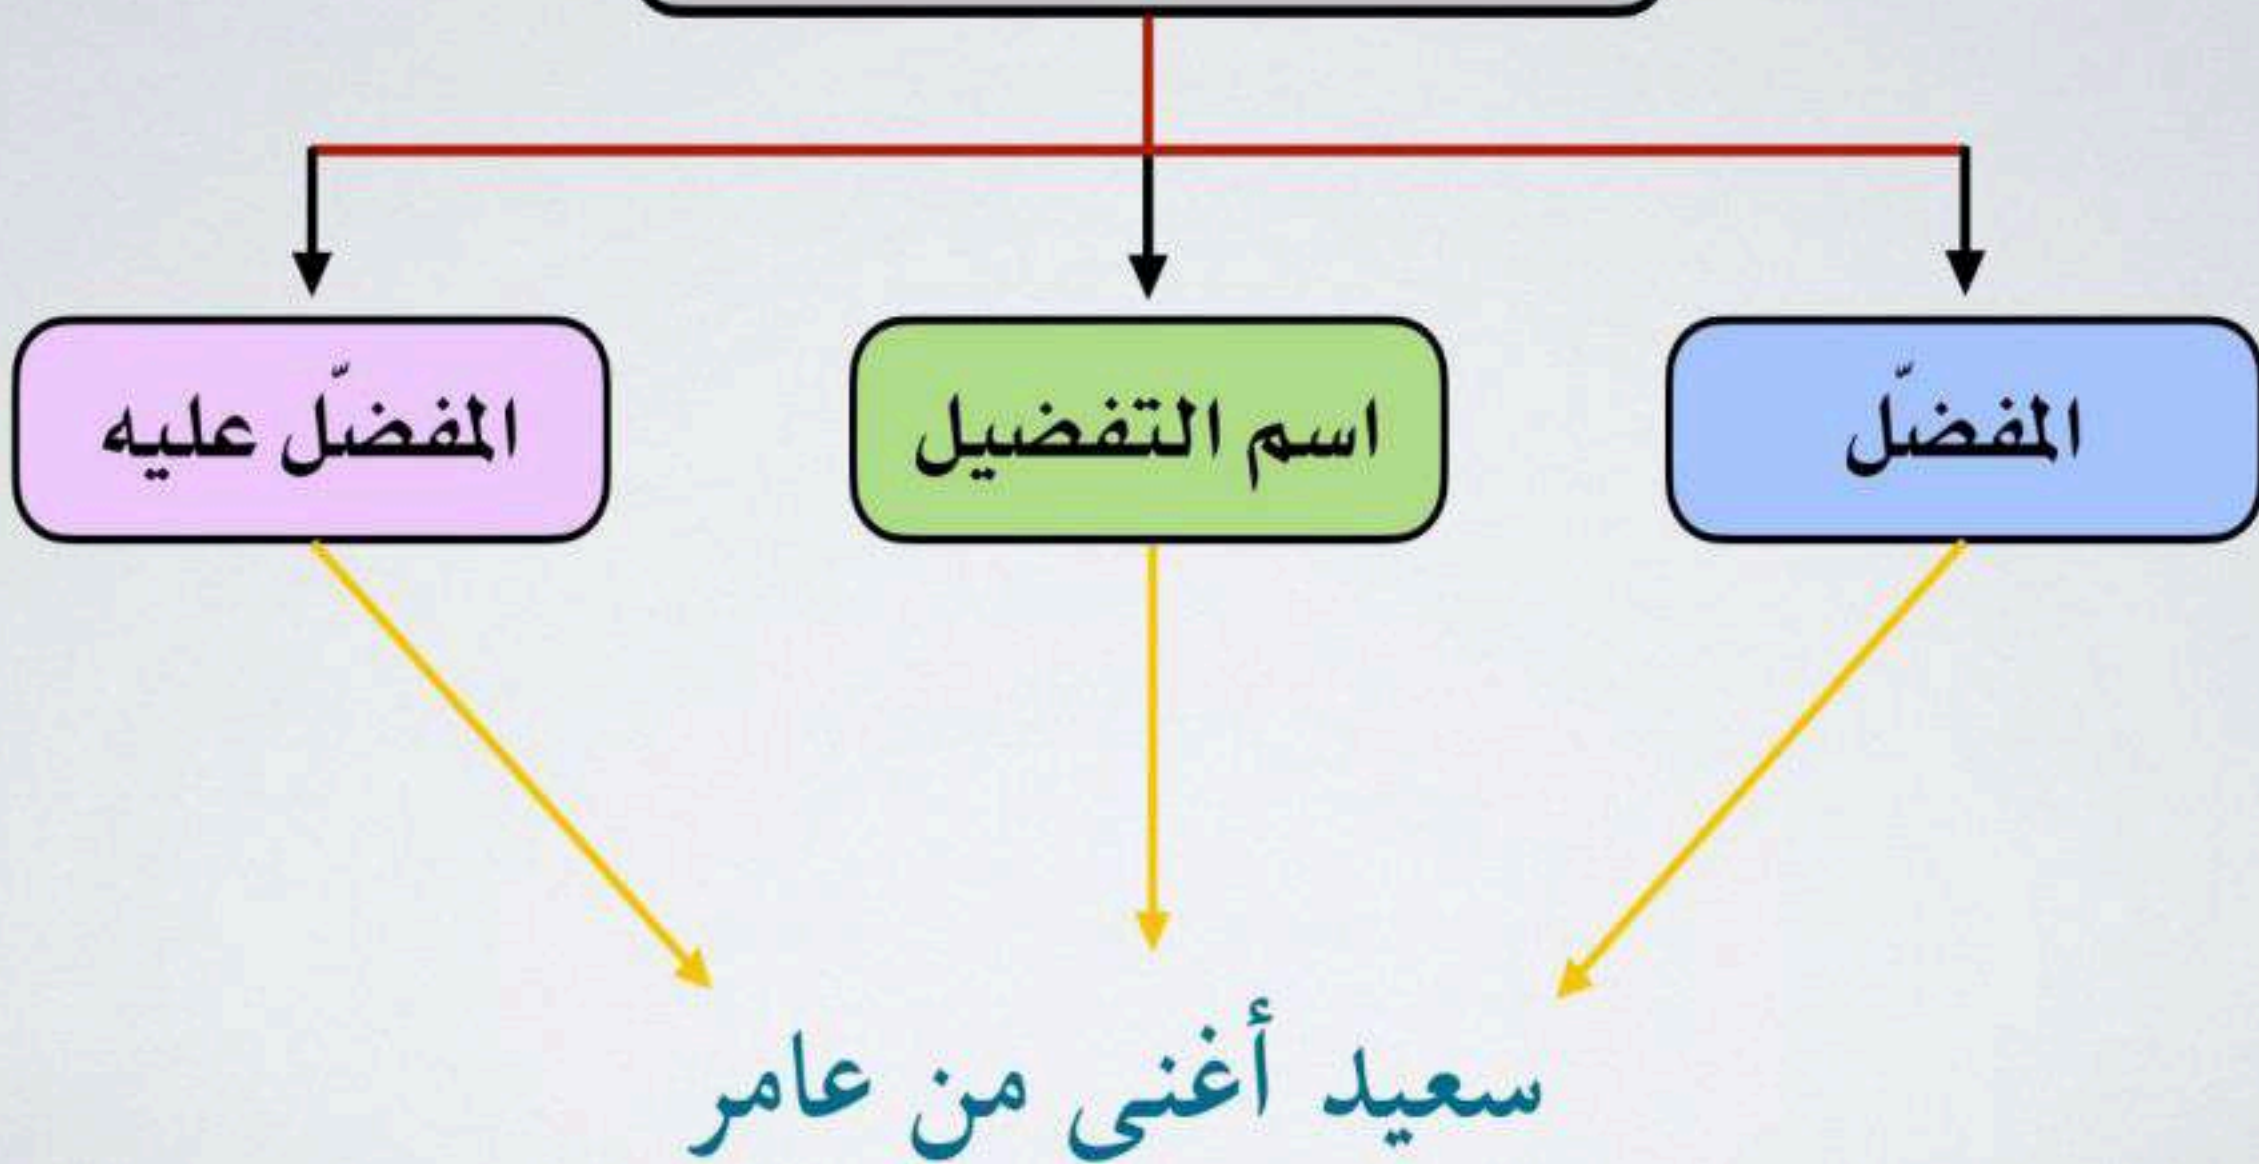 المفضّل
اسم التفضيل
المفضّل عليه
سعيد أغنى من عامر